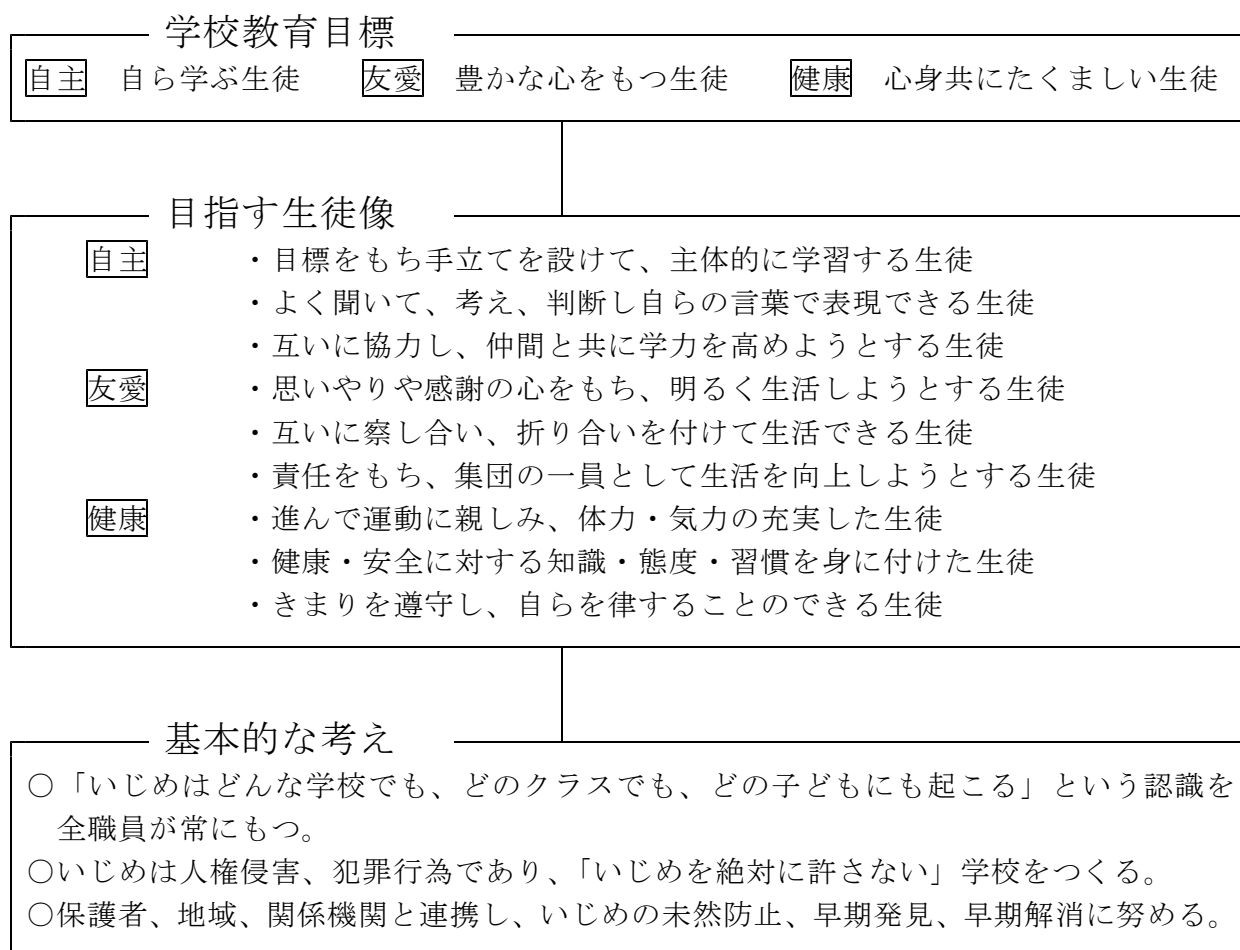 学校教育目標
自主 自ら学ぶ生徒 友愛 豊かな心をもつ生徒 健康 心身共にたくましい生徒
目指す生徒像
自主 ・目標をもち手立てを設けて、主体的に学習する生徒
・よく聞いて、考え、判断し自らの言葉で表現できる生徒
・互いに協力し、仲間と共に学力を高めようとする生徒
友愛 ・思いやりや感謝の心をもち、明るく生活しようとする生徒
・互いに察し合い、折り合いを付けて生活できる生徒
・責任をもち、集団の一員として生活を向上しようとする生徒
健康 ・進んで運動に親しみ、体力・気力の充実した生徒
・健康・安全に対する知識・態度・習慣を身に付けた生徒
・きまりを遵守し、自らを律することのできる生徒
基本的な考え
○「いじめはどんな学校でも、どのクラスでも、どの子どもにも起こる」という認識を
全職員が常にもつ。
○いじめは人権侵害、犯罪行為であり、「いじめを絶対に許さない」学校をつくる。
○保護者、地域、関係機関と連携し、いじめの未然防止、早期発見、早期解消に努める。